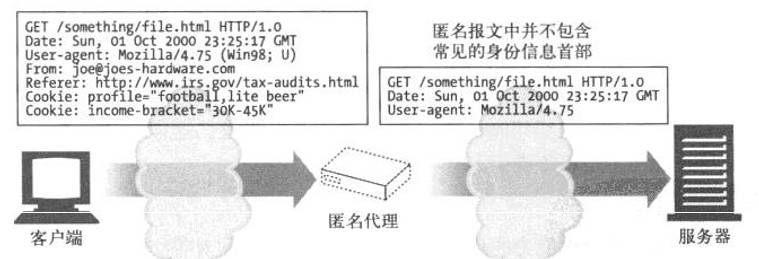 GET /something/file.html HTTP/1.0
Date: Sun, 01 Oct 2000 23:25:17 GMT
User-agent: Mozilla/4.75 (Win98; U)
From: joe@joes-hardware.com
Referer: http://www.irs.gov/tax-audits.html
Cookie: profile="football,lite beer"
Cookie: income-bracket="30K-45K"
匿名报文中并不包含
常见的身份信息首部
GET /something/file.html HTTP/1.0
Date: Sun, 01 Oct 2000 23:25:17 GMT
User-agent: Mozilla/4.75
客户端
匿名代理
服务器